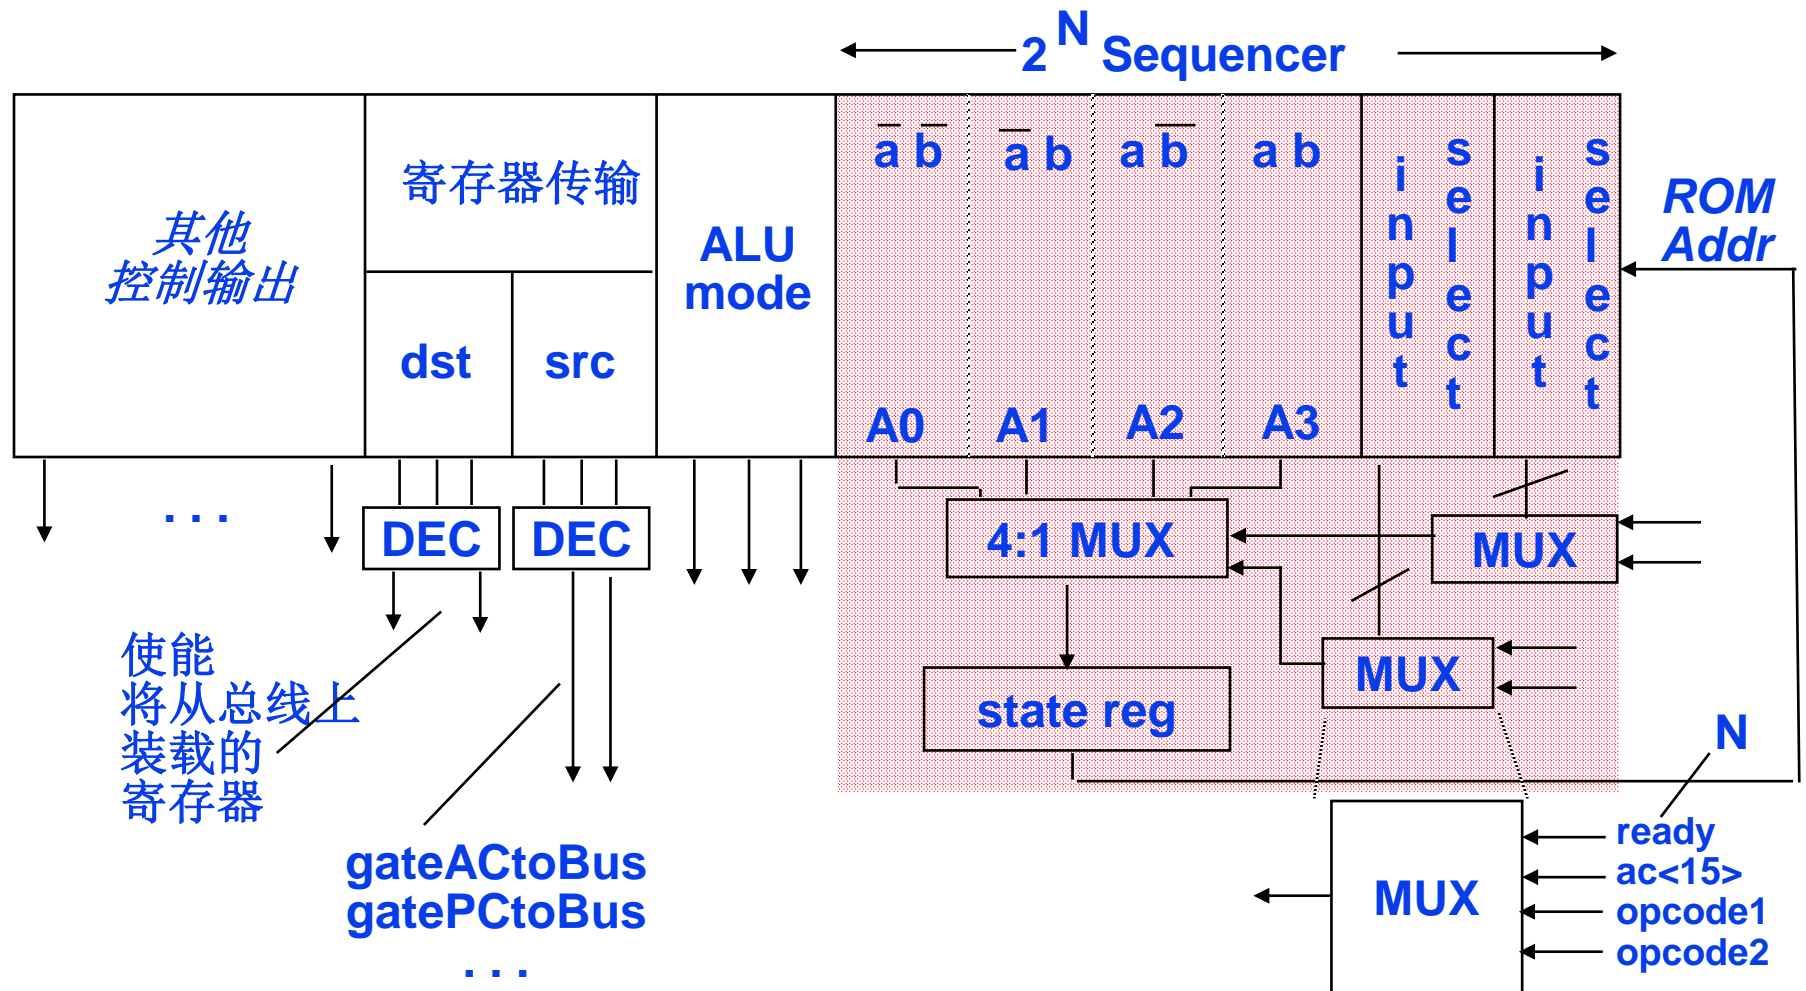 2 N Sequencer
其他
控制输出
寄存器传输
dst
src
ALU
mode
a b
a b
a b
a b
A0
A1
A2
A3
input
select
input
select
ROM
Addr
. . .
DEC
DEC
4:1 MUX
MUX
MUX
state reg
使能
将从总线上
装载的
寄存器
gateACtoBus
gatePCtoBus
. . .
N
MUX
ready
ac<15>
opcode1
opcode2